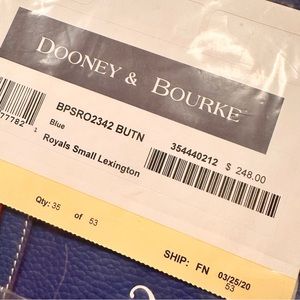 DOONEY & BOURKE
BPSRO2342 BUTN
354440212 $ 248.00
Blue
Royals Small Lexington
77782
Qty: 35 of 53
SHIP: FN 03/25/20
53